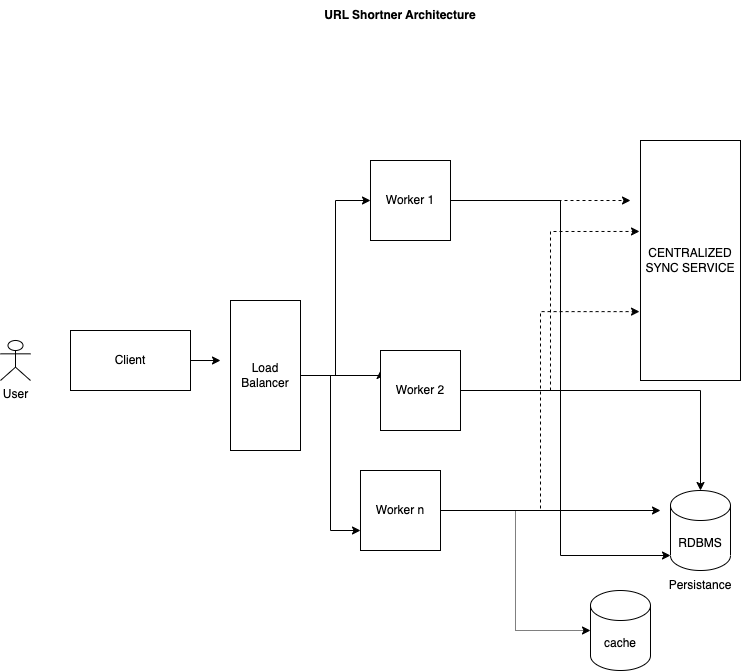 URL Shortner Architecture
Worker 1
CENTRALIZED
SYNC SERVICE
Client
Load
Balancer
Worker 2
User
Worker n
RDBMS
Persistance
cache